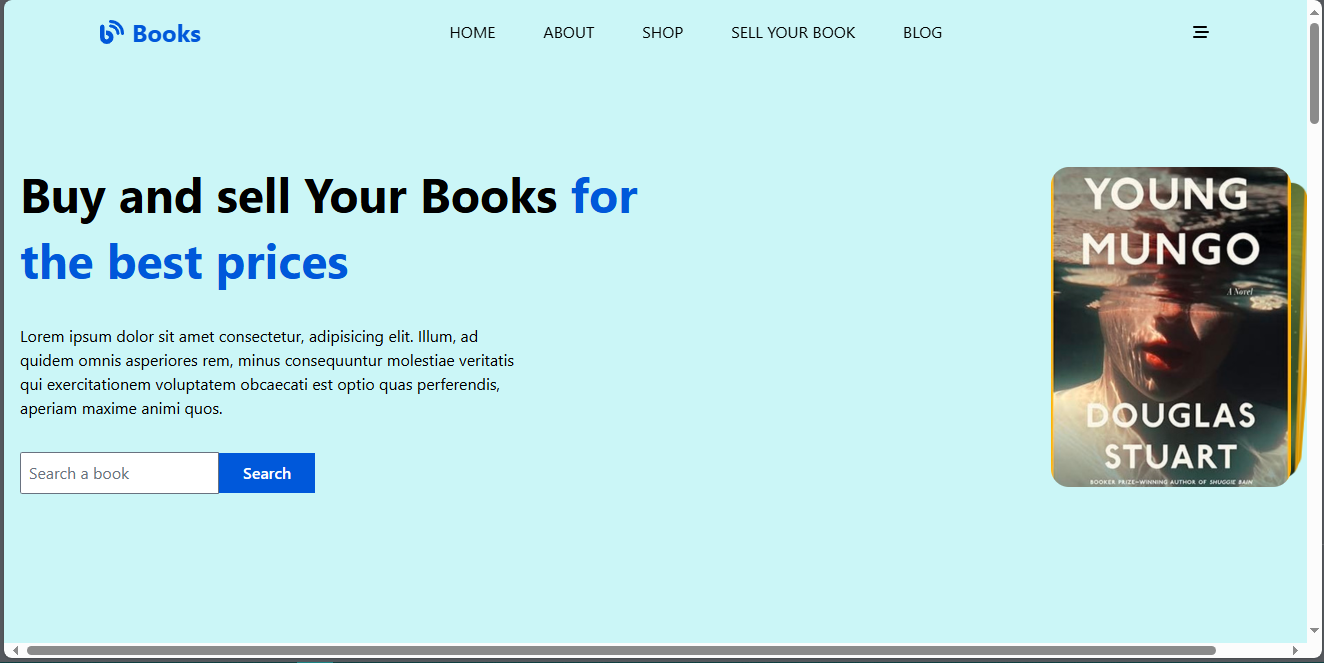 Books
HOME ABOUT SHOP SELL YOUR BOOK BLOG
Buy and sell Your Books for
the best prices
Lorem ipsum dolor sit amet consectetur, adipisicing elit. Illum, ad
quidem omnis asperiores rem, minus consequuntur molestiae veritatis
qui exercitationem voluptatem obcaecati est optio quas perferendis,
aperiam maxime animi quos.
Search a book
Search
YOUNG
MUNGO
A Novel
DOUGLAS
STUART
BOOKER PRIZE–WINNING AUTHOR OF SHUGGIE BAIN